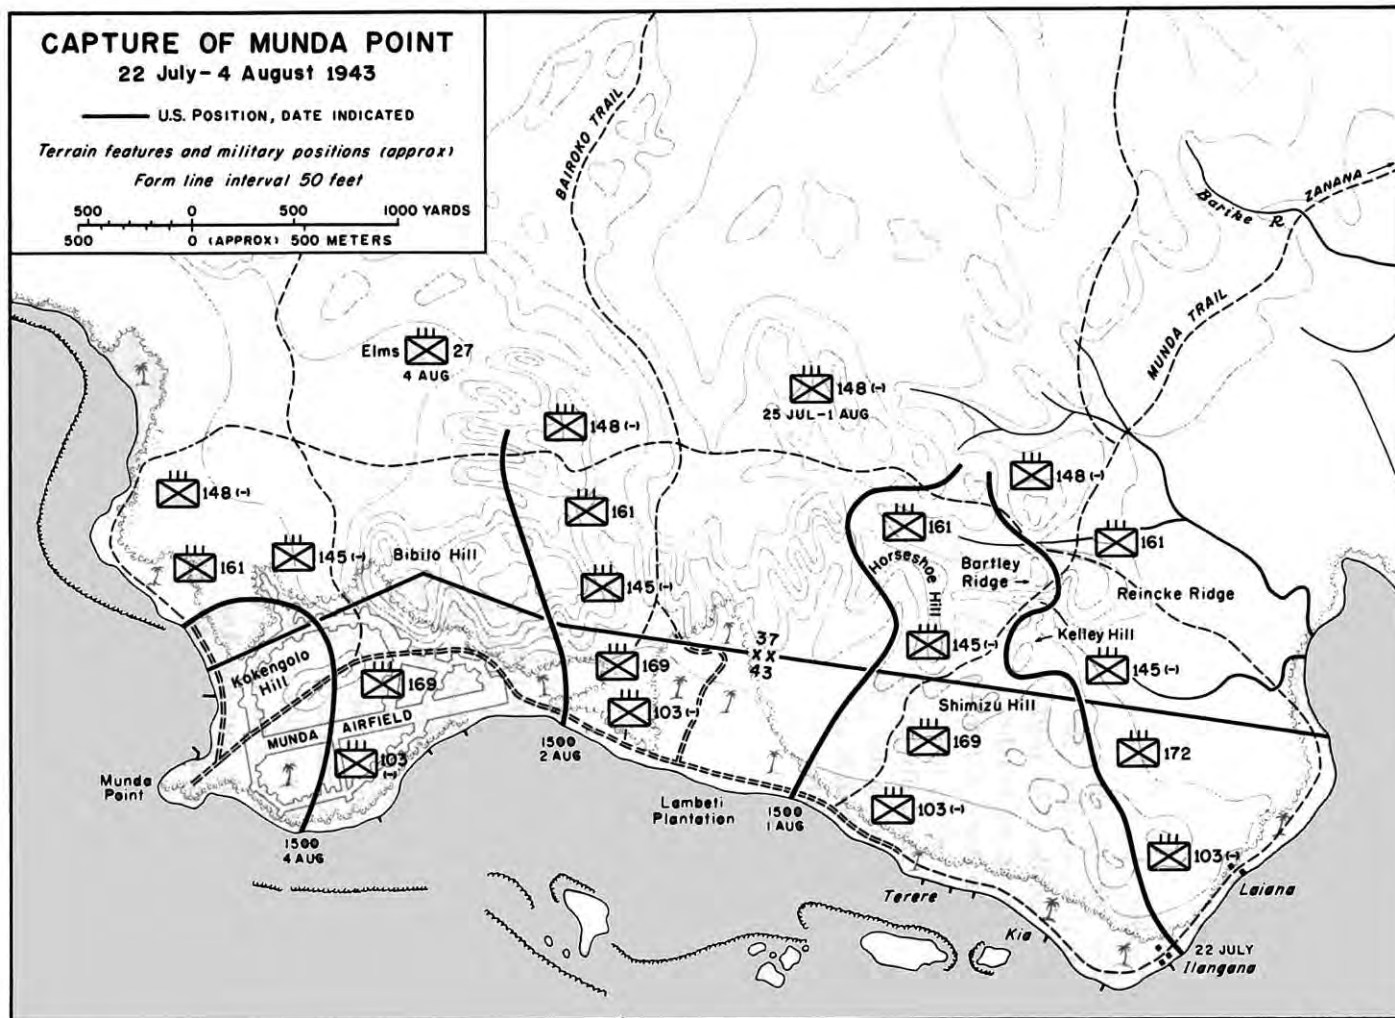 CAPTURE OF MUNDA POINT
22 July – 4 August 1943
U.S. POSITION, DATE INDICATED
Terrain features and military positions (approx)
Form line interval 50 feet
500 0 500 1000 YARDS
500 0 (APPROX) 500 METERS
BAIROKO TRAIL
ZANANA
Barike R
MUNDA TRAIL
Elms 27
4 AUG
148 (-)
25 JUL – 1 AUG
148 (-)
148 (-)
148 (-)
161
161
161
161
145 (-)
Bibilo Hill
145 (-)
Horseshoe Hill
Bartley
Ridge
Reincke Ridge
Kelley Hill
145 (-)
145 (-)
37
XX
43
Kokengolo
Hill
169
169
103 (-)
Shimizu Hill
169
172
MUNDA AIRFIELD
103
(-)
Munda
Point
1500
2 AUG
Lambeti
Plantation
1500
1 AUG
103 (-)
1500
4 AUG
103 (-)
Laiana
Terere
Kia
22 JULY
Ilangana